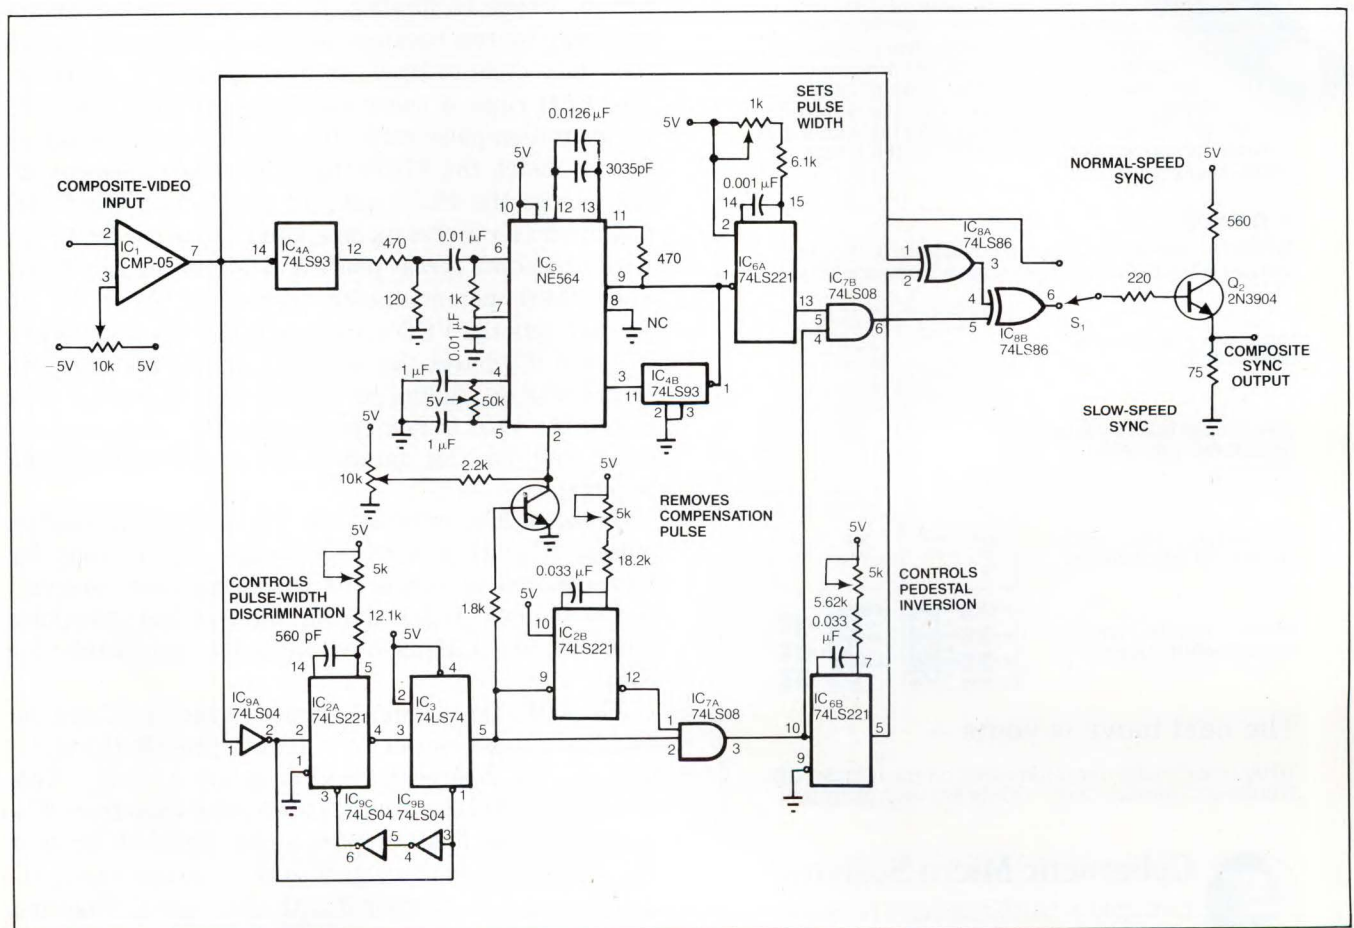 COMPOSITE-VIDEO
INPUT
2
3
IC1
CMP-05
7
−5V
10k
5V
14
IC4A
74LS93
12
470
120
0.01 µF
1k
0.01 µF
6
7
5V
10
1
12
13
0.0126 µF
3035pF
11
470
IC5
NE564
9
8
NC
3
4
5
2
1 µF
5V
50k
1 µF
11
IC4B
74LS93
1
2
3
SETS
PULSE
WIDTH
5V
1k
6.1k
0.001 µF
14
15
2
1
IC6A
74LS221
13
IC7B
74LS08
5
4
6
1
2
IC8A
74LS86
3
4
5
IC8B
74LS86
6
S1
NORMAL-SPEED
SYNC
SLOW-SPEED
SYNC
220
5V
560
Q2
2N3904
75
COMPOSITE
SYNC
OUTPUT
5V
10k
2.2k
1.8k
REMOVES
COMPENSATION
PULSE
5V
5k
18.2k
0.033 µF
5V
10
9
IC2B
74LS221
12
CONTROLS
PULSE-WIDTH
DISCRIMINATION
5V
5k
12.1k
560 pF
14
5
IC9A
74LS04
1
2
2
1
3
IC2A
74LS221
4
5V
4
2
3
IC3
74LS74
5
1
IC9C
74LS04
IC9B
74LS04
6
5
4
3
IC7A
74LS08
1
2
3
CONTROLS
PEDESTAL
INVERSION
5V
5k
5.62k
0.033
µF
7
10
9
IC6B
74LS221
5